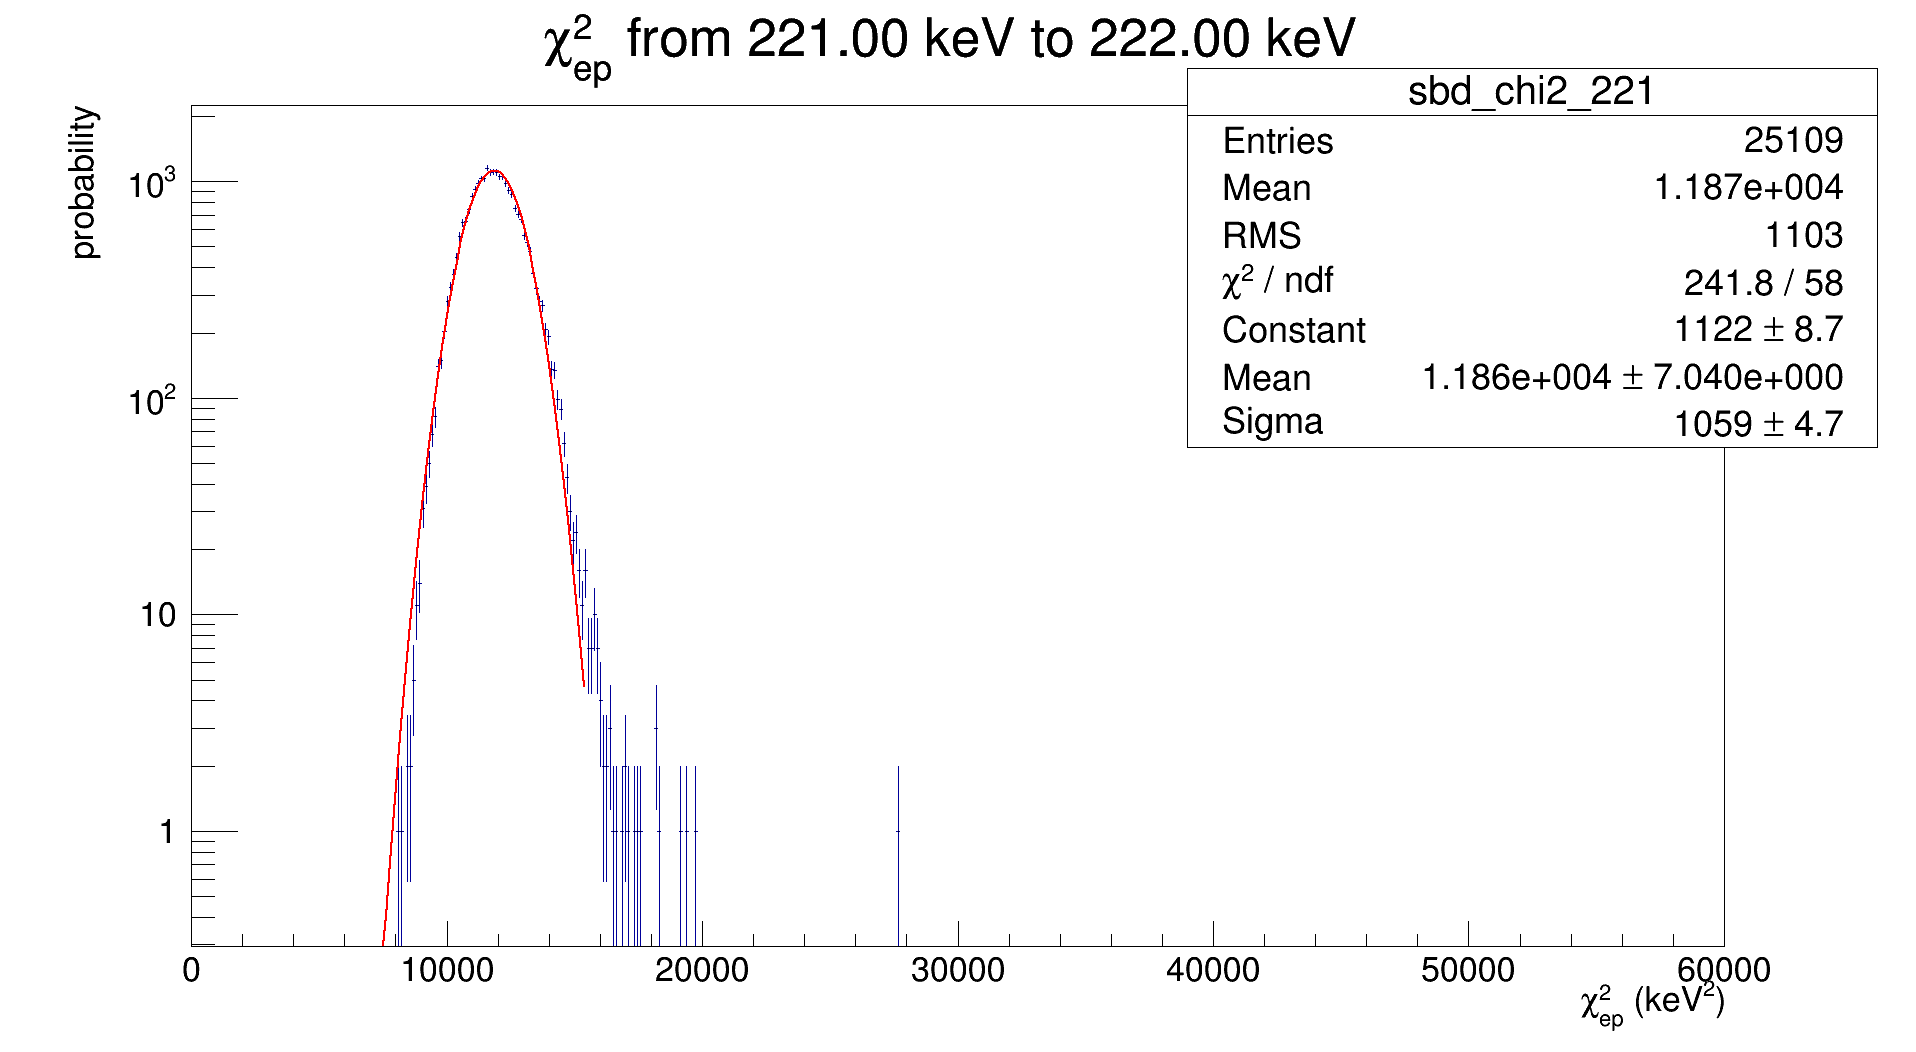 χ²ep from 221.00 keV to 222.00 keV
sbd_chi2_221
Entries 25109
Mean 1.187e+004
RMS 1103
χ² / ndf 241.8 / 58
Constant 1122 ± 8.7
Mean 1.186e+004 ± 7.040e+000
Sigma 1059 ± 4.7
probability
10³
10²
10
1
0 10000 20000 30000 40000 50000 60000
χ²ep (keV²)